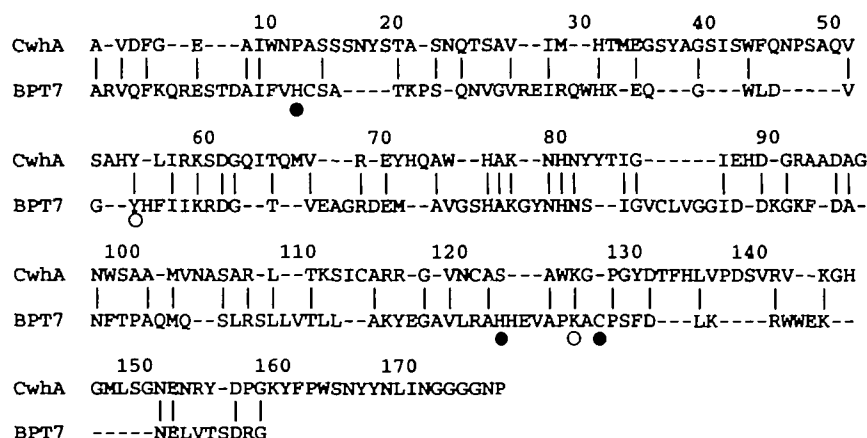 10 20 30 40 50
CwhA A-VDFG--E---AIWNPASSSNYSTA-SNQTSAV--IM--HTMEGSYAGSISWFQNPSAQV
BPT7 ARVQFKQRESTDAIFVHCSA----TKPS-QNVGVREIRQWHK-EQ---G---WLD-----V
60 70 80 90
CwhA SAHY-LIRKSDGQITQMV---R-EYHQAW--HAK--NHNYYTIG------IEHD-GRAADAG
BPT7 G--YHFIIKRDG--T--VEAGRDEM--AVGSHAKGYNHNS--IGVCLVGGID-DKGKF-DA-
100 110 120 130 140
CwhA NWSAA-MVNASAR-L--TKSICARR-G-VNCAS---AWKG-PGYDTFHLVPDSVRV--KGH
BPT7 NFTPAQMQ--SLRSLLVTLL--AKYEGAVLRAHHEVAPKACPSFD---LK----RWWEK--
150 160 170
CwhA GMLSGNENRY-DPGKYFPWSNYYNLINGGGGNP
BPT7 -----NELVTSDRG